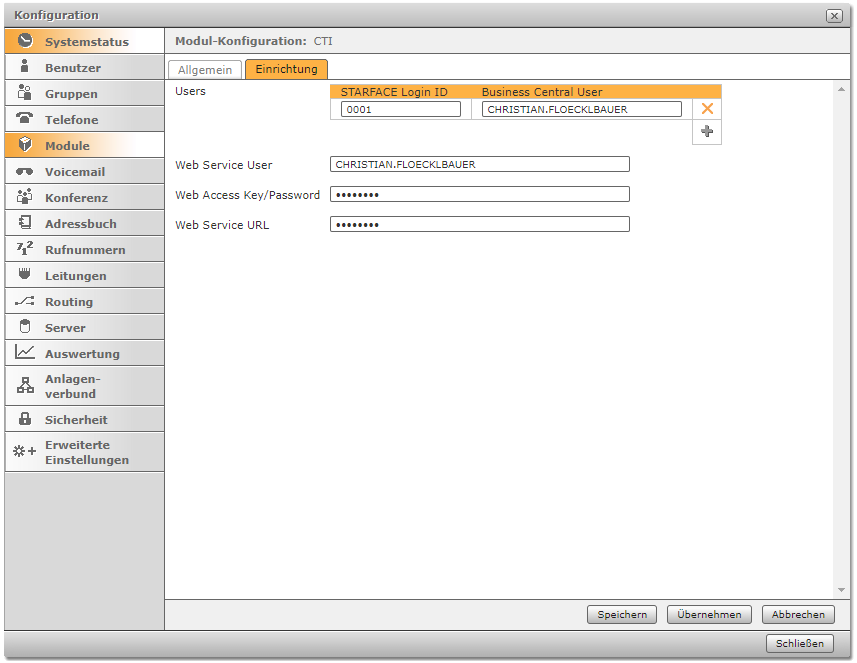 Konfiguration
Systemstatus
Benutzer
Gruppen
Telefone
Module
Voicemail
Konferenz
Adressbuch
Rufnummern
Leitungen
Routing
Server
Auswertung
Anlagen-
verbund
Sicherheit
Erweiterte
Einstellungen
Modul-Konfiguration: CTI
Allgemein Einrichtung
Users STARFACE Login ID Business Central User
0001 CHRISTIAN.FLOECKLBAUER
Web Service User CHRISTIAN.FLOECKLBAUER
Web Access Key/Password ••••••••
Web Service URL ••••••••
Speichern Übernehmen Abbrechen
Schließen